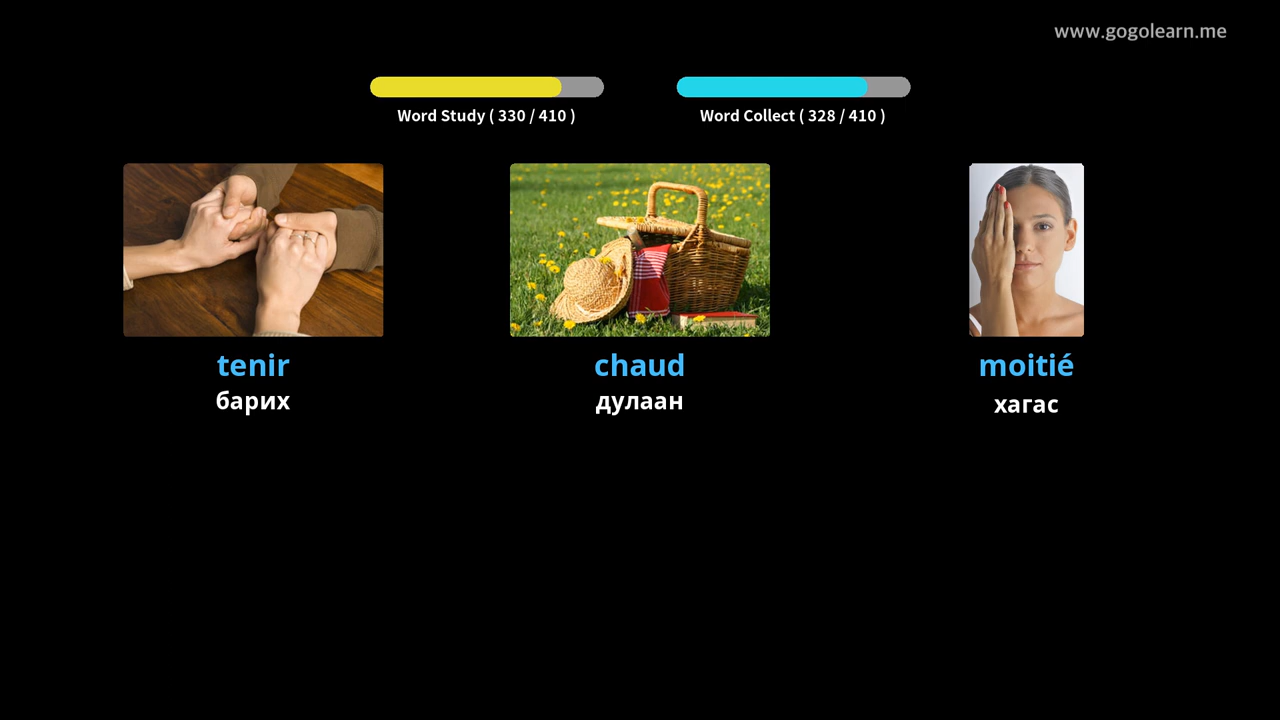 www.gogolearn.me
Word Study ( 330 / 410 )
Word Collect ( 328 / 410 )
tenir
барих
chaud
дулаан
moitié
хагас